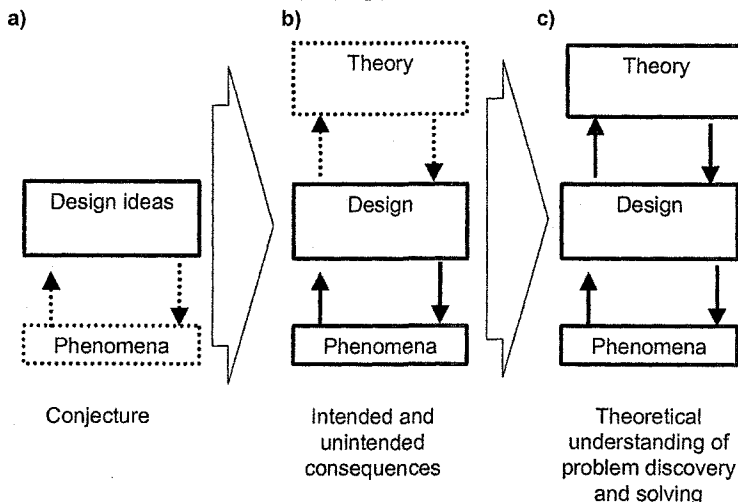 a)
b)
c)
Theory
Theory
Design ideas
Design
Design
Phenomena
Phenomena
Phenomena
Conjecture
Intended and
unintended
consequences
Theoretical
understanding of
problem discovery
and solving